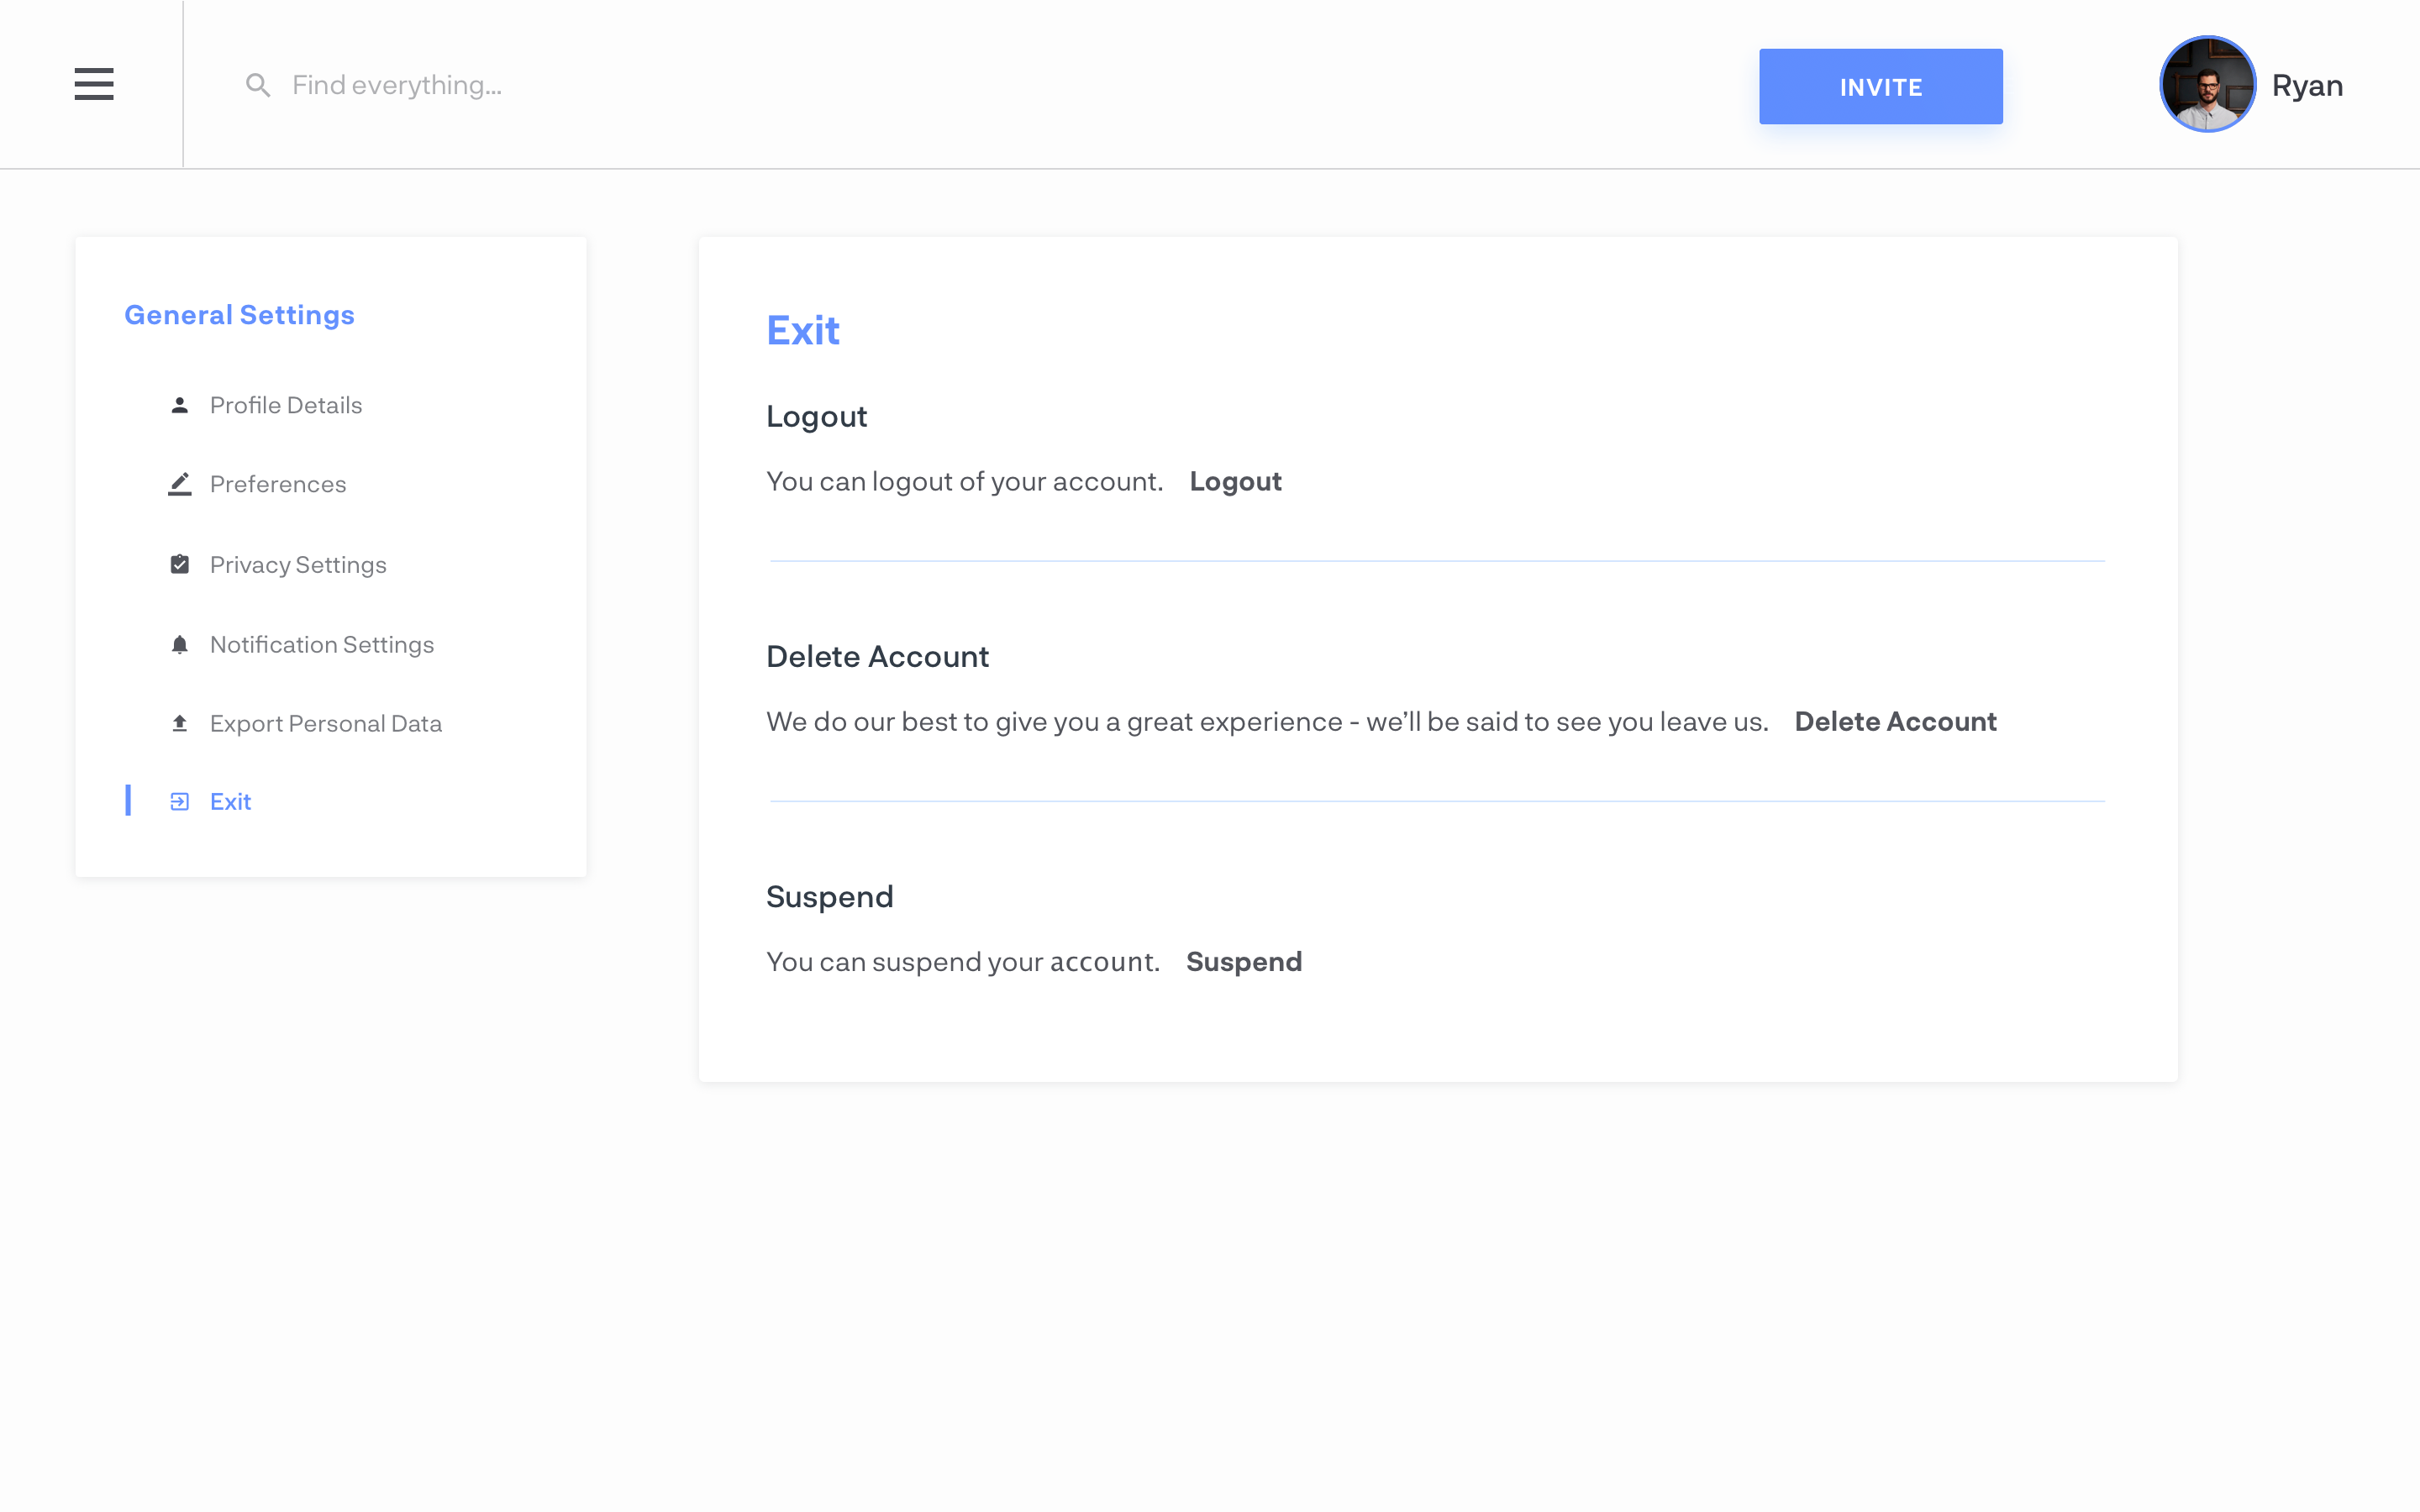 Find everything...
INVITE
Ryan
General Settings
Profile Details
Preferences
Privacy Settings
Notification Settings
Export Personal Data
Exit
Exit
Logout
You can logout of your account. Logout
Delete Account
We do our best to give you a great experience - we’ll be said to see you leave us. Delete Account
Suspend
You can suspend your account. Suspend